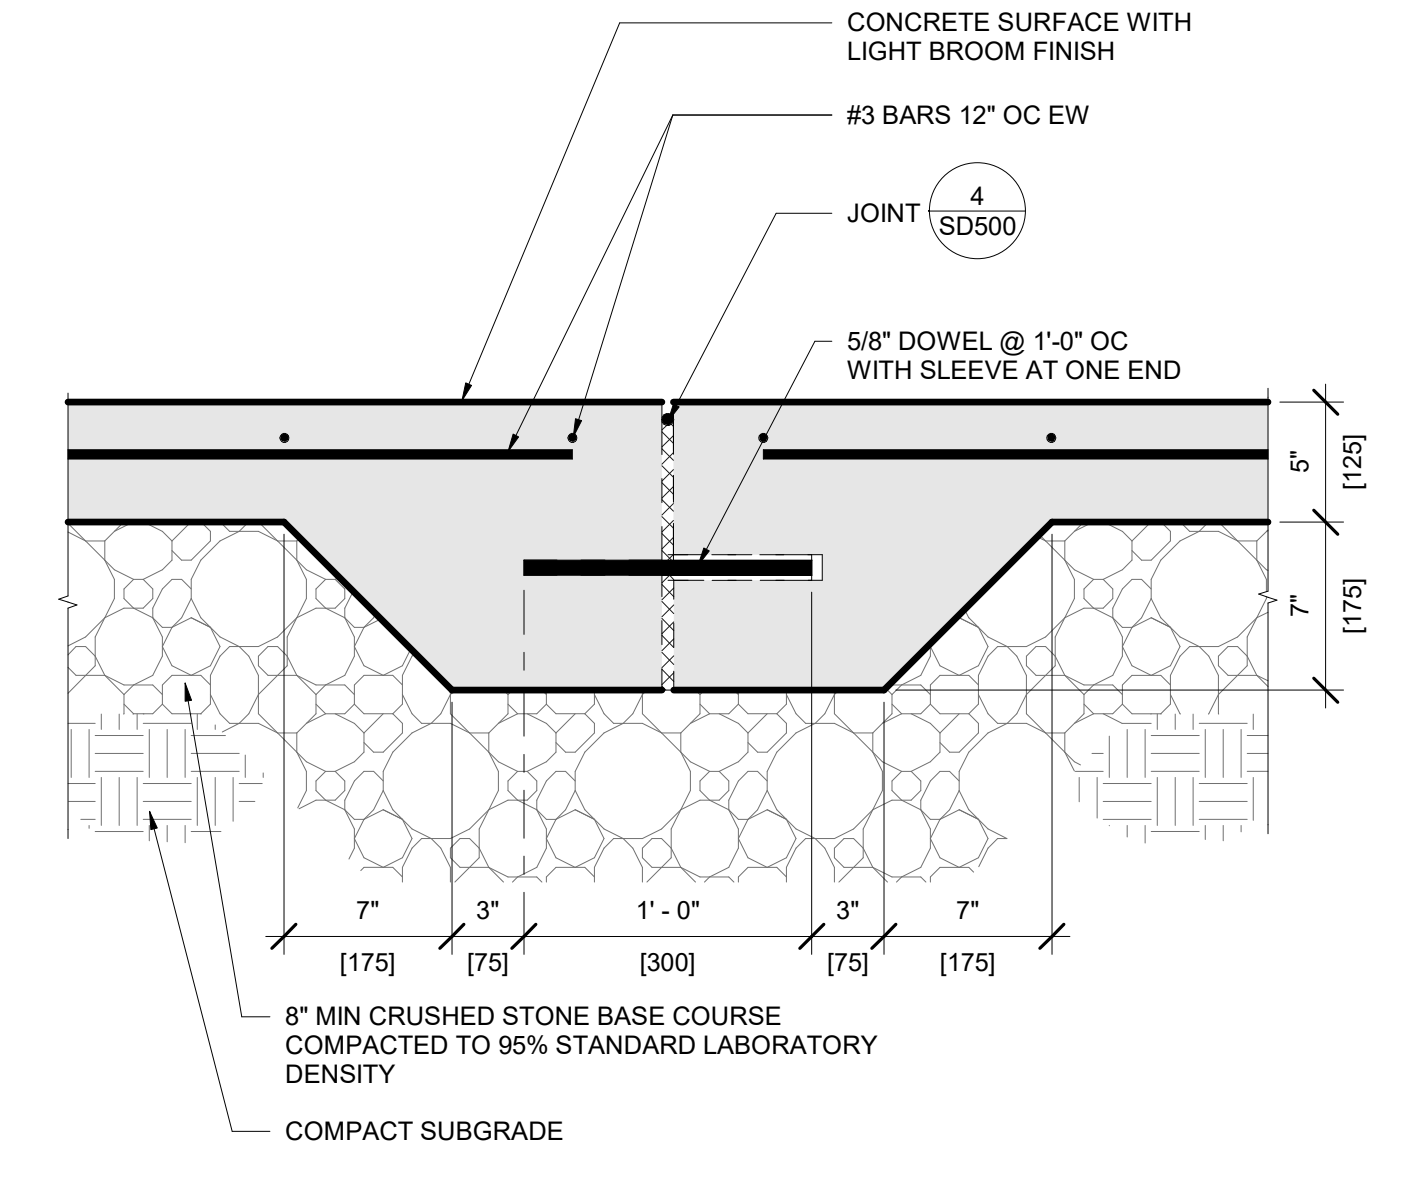 CONCRETE SURFACE WITH
LIGHT BROOM FINISH
#3 BARS 12" OC EW
JOINT
4
SD500
5/8" DOWEL @ 1'-0" OC
WITH SLEEVE AT ONE END
5"
[125]
7"
[175]
7"
3"
1' - 0"
3"
7"
[175]
[75]
[300]
[75]
[175]
8" MIN CRUSHED STONE BASE COURSE
COMPACTED TO 95% STANDARD LABORATORY
DENSITY
COMPACT SUBGRADE